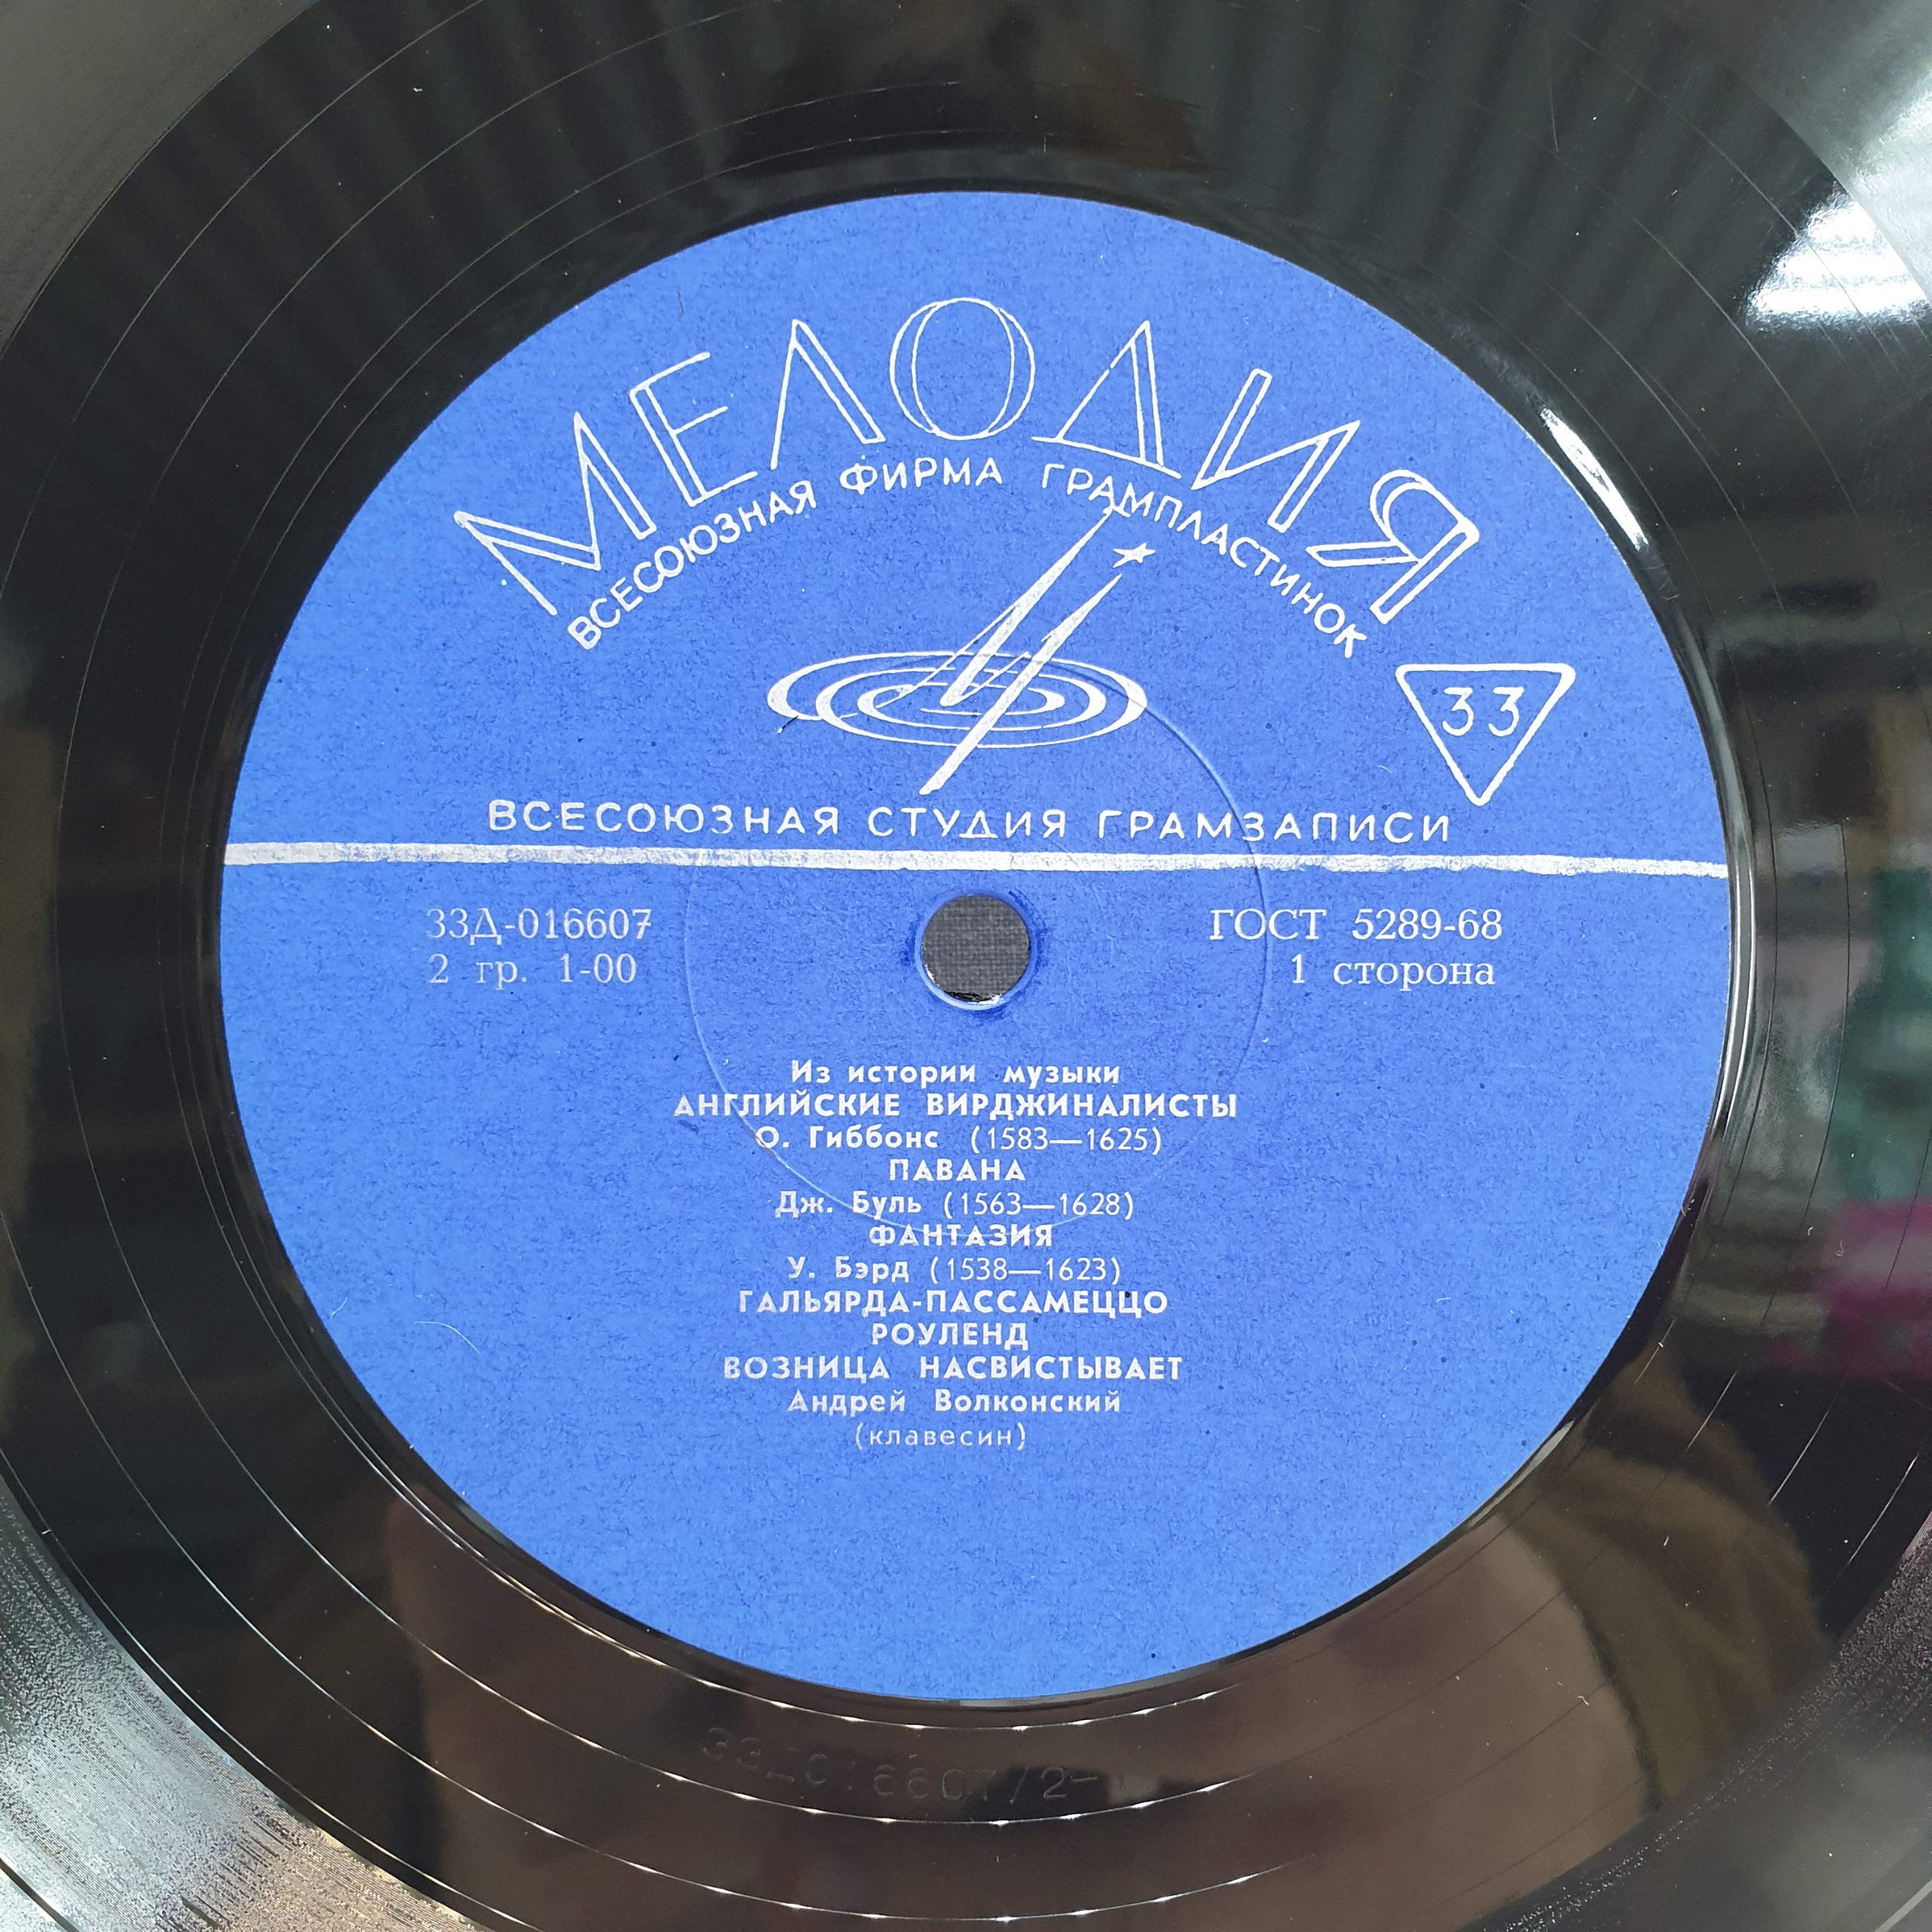 МЕЛОДИЯ
ВСЕСОЮЗНАЯ ФИРМА ГРАМПЛАСТИНОК
33
ВСЕСОЮЗНАЯ СТУДИЯ ГРАМЗАПИСИ
33Д-016607
2 гр. 1-00
ГОСТ 5289-68
1 сторона
Из истории музыки
АНГЛИЙСКИЕ ВИРДЖИНАЛИСТЫ
О. Гиббонс (1583—1625)
ПАВАНА
Дж. Буль (1563—1628)
ФАНТАЗИЯ
У. Бэрд (1538—1623)
ГАЛЬЯРДА-ПАССАМЕЦЦО
РОУЛЕНД
ВОЗНИЦА НАСВИСТЫВАЕТ
Андрей Волконский
(клавесин)